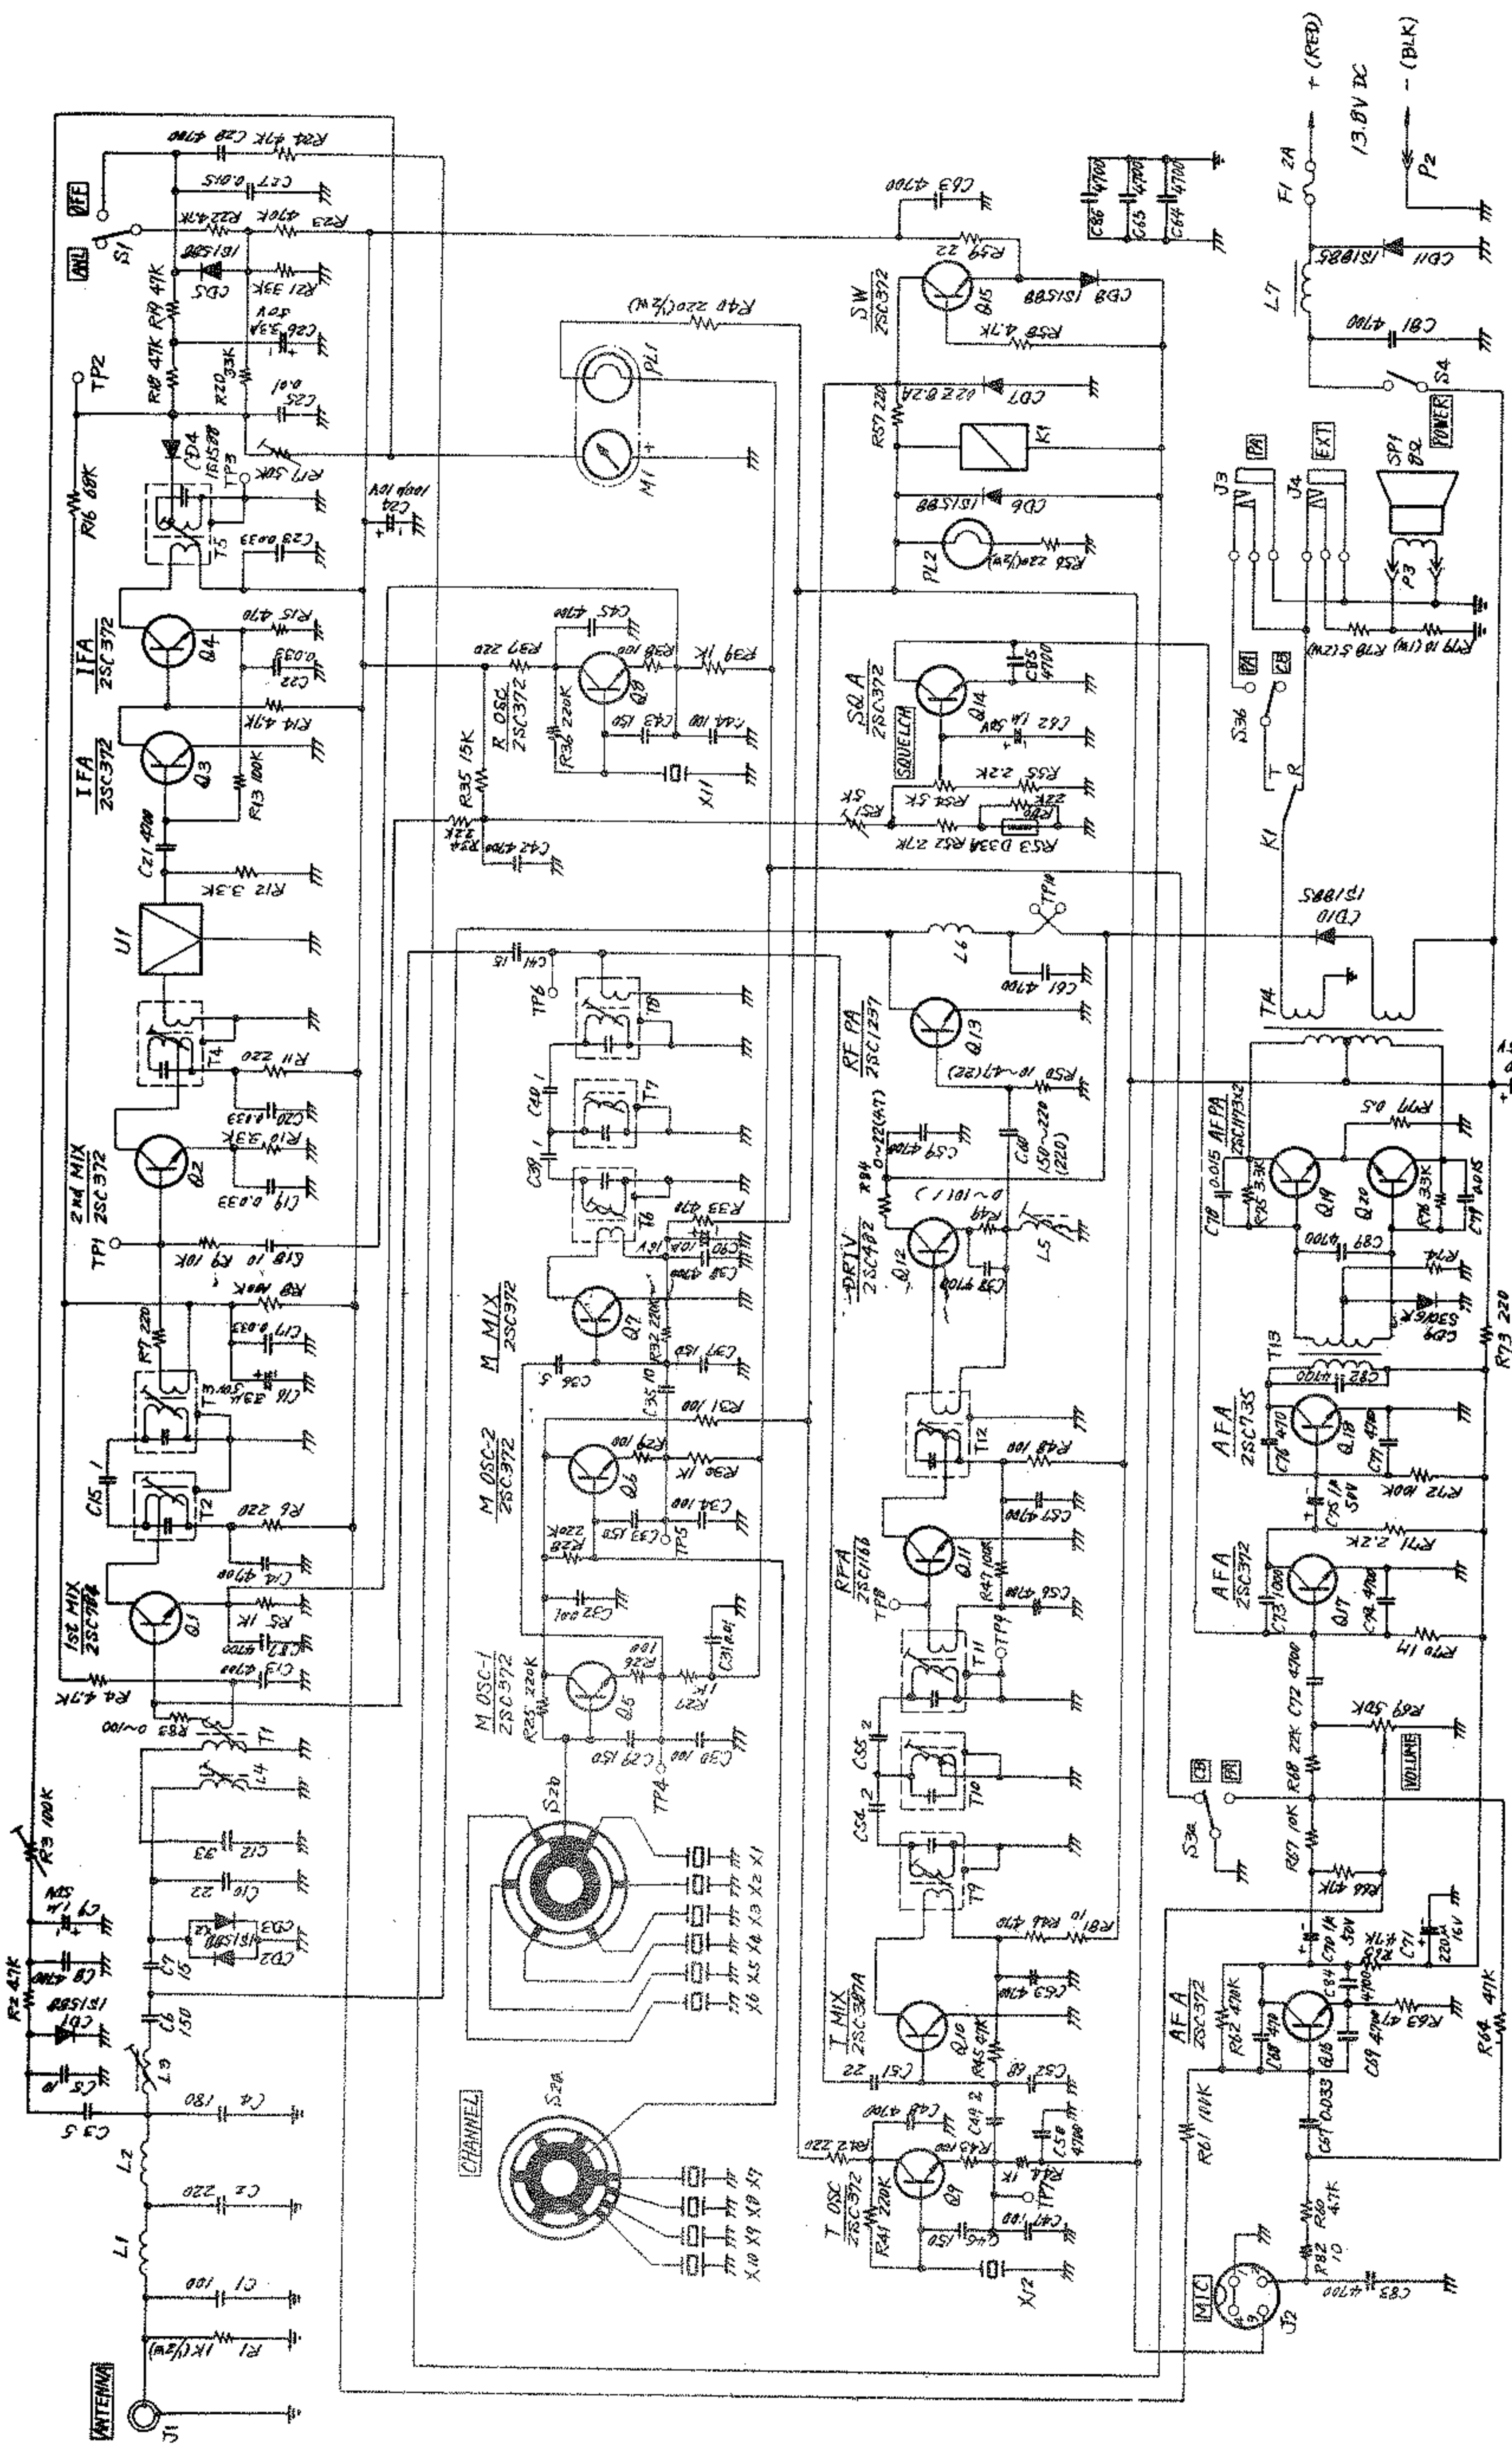 ANTENNA
J1
R1 1K(1/2W)
C1 100
L1
C2 220
L2
C4 180
C3 5
C5 10
CD1 1S1588
R2 47K
C8 4700
C9 1μ 50V
R3 100K
L3
C6 150
C7 15
CD2
CD3
1S1588 X2
C10 22
C12 33
L4
T1
R83 0~100
R4 4.7K
C13 4700
C87 4700
R5 1K
1st MIX
2SC784
Q1
C14 4700
R6 220
T2
C15 1
T3
C16 33μ
C17 0.033
R7 220
R8 100K
C18 10
R9 10K
TP1
2nd MIX
2SC372
Q2
C19 0.033
R10 3.3K
C20 0.033
R11 220
T4
U1
R12 3.3K
C21 4700
R13 100K
IFA
2SC372
Q3
R14 4.7K
IFA
2SC372
Q4
C22 0.033
R15 470
C23 0.033
T5
R16 68K
CD4
1S1588
TP3
R17 50K
C24
100μ 10V
TP2
C25 0.01
R20 33K
R18 47K
R19 47K
C26 3.3μ
R21 33K
CD5
1S1588
S1
ANL
OFF
R22 47K
R23 470K
C27 0.015
C28 4700
R24 47K
CHANNEL
S2a
S2b
X10 X9 X8 X7
X6 X5 X4 X3 X2 X1
M OSC-1
2SC372
R25 220K
Q5
C29 150
C30 100
TP4
R26 100
R27 1K
C31 0.01
C32 0.01
M OSC-2
2SC372
R28 220K
Q6
C33 150
TP5
C34 100
R29 100
R30 1K
R31 100
C35 10
C36 5
C37 150
R32 220K
M MIX
2SC372
Q7
C38 4700
C90 10μ 16V
R33 470
T6
C39 1
T7
C40 1
T8
TP6
C41 15
C42 4700
R34 22K
R35 15K
R OSC
2SC372
R36 220K
R37 220
Q8
X11
C43 150
C44 100
R38 100
R39 1K
C45 4700
M1
PL1
R40 220(1/2W)
T OSC
2SC372
R41 220K
R42 220
Q9
X12
C46 150
C47 100
TP7
C48 4700
R43 100
R44 1K
C49 2
C50 4700
C51 22
C52 68
T MIX
2SC387A
Q10
R45 47K
C53 4700
R46 470
R81 10
T9
C54 2
T10
C55 2
T11
TP9
TP8
RFA
2SC1166
Q11
R47 100K
C56 4700
C57 4700
R48 100
T12
DRIV
2SC482
Q12
C58 4700
R49 0~10( )
L5
R84 0~22(4.7)
C59 4700
C60
150~220
(220)
R50 10~47(22)
RF PA
2SC1237
Q13
L6
C61 4700
TP10
5K
R52 2.7K
R53 D33A
R80 22K
R54 5K
R55 2.2K
SQUELCH
SQ A
2SC372
Q14
C62 1μ 50V
C85 4700
PL2
R56 220(1/2W)
CD6 1S1588
K1
R57 220
CD7 02Z8.2A
SW
2SC372
Q15
R58 4.7K
CD8 1S1588
R59 22
C63 4700
C86 4700
C65 4700
C64 4700
MIC
J2
C83 4700
R82 10
R60 4.7K
C67 0.033
R61 100K
AFA
2SC372
R62 470K
C68 470
Q16
C69 4700
R63 47
C84 4700
R65 4.7K
C70 1μ 50V
C71 220μ 16V
R64 47K
R66 47K
R67 10K
R68 22K
R69 50K
VOLUME
S3a
CB
PA
C72 4700
AFA
2SC372
Q17
C73 1000
C74 4700
R70 1M
R71 2.2K
C75 1μ 50V
AFA
2SC735
Q18
C76 470
C77 4700
R72 100K
C82 4700
T13
R73 220
CD9
R74
C89 4700
AF PA
2SC1173X2
C78 0.015
R75 3.3K
Q19
Q20
R76 33K
C79 0.015
R77 0.5
T14
CD10
1S1885
K1
T
R
S3b
PA
CB
J3
PA
J4
EXT
R78 5(2W)
R79 10(1W)
P3
SP1
8Ω
POWER
S4
C81 4700
L7
CD11 1S1885
F1 2A
+ (RED)
13.8V DC
- (BLK)
P2